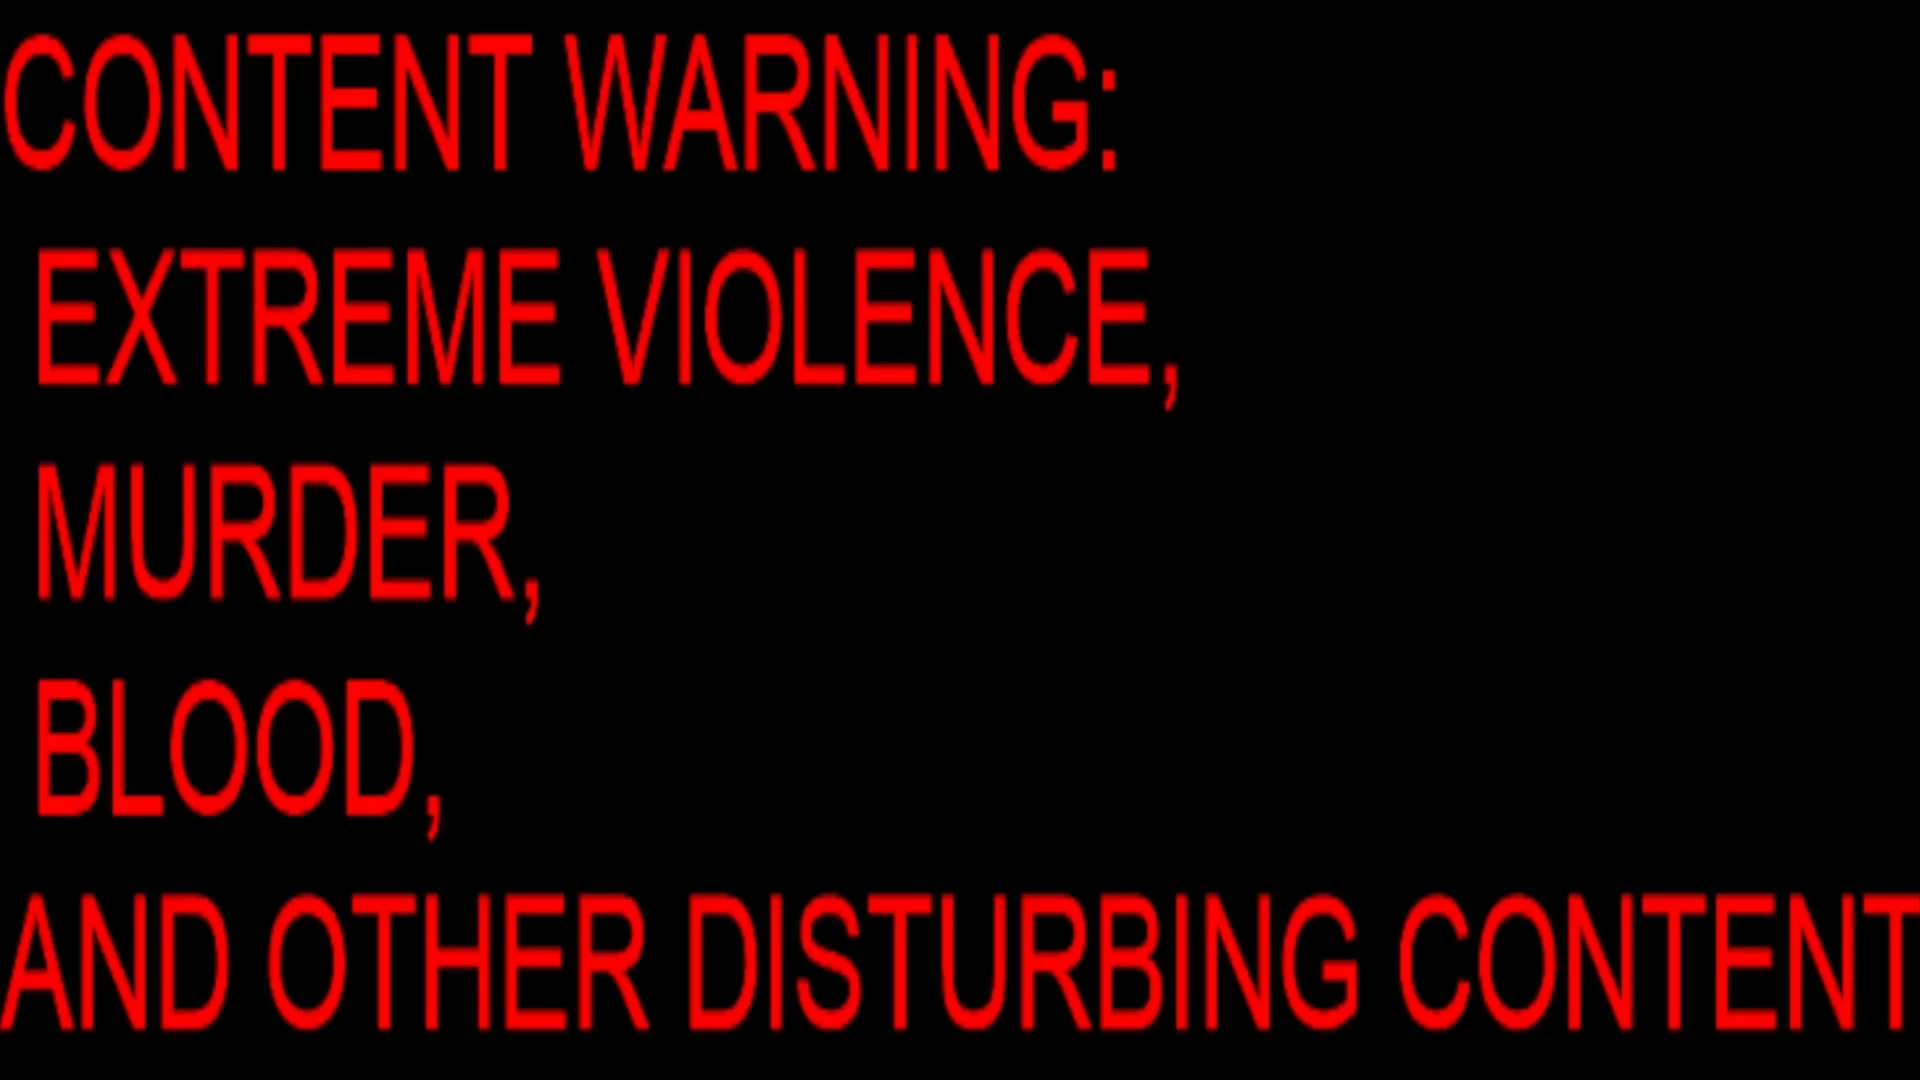 CONTENT WARNING:
EXTREME VIOLENCE,
MURDER,
BLOOD,
AND OTHER DISTURBING CONTENT